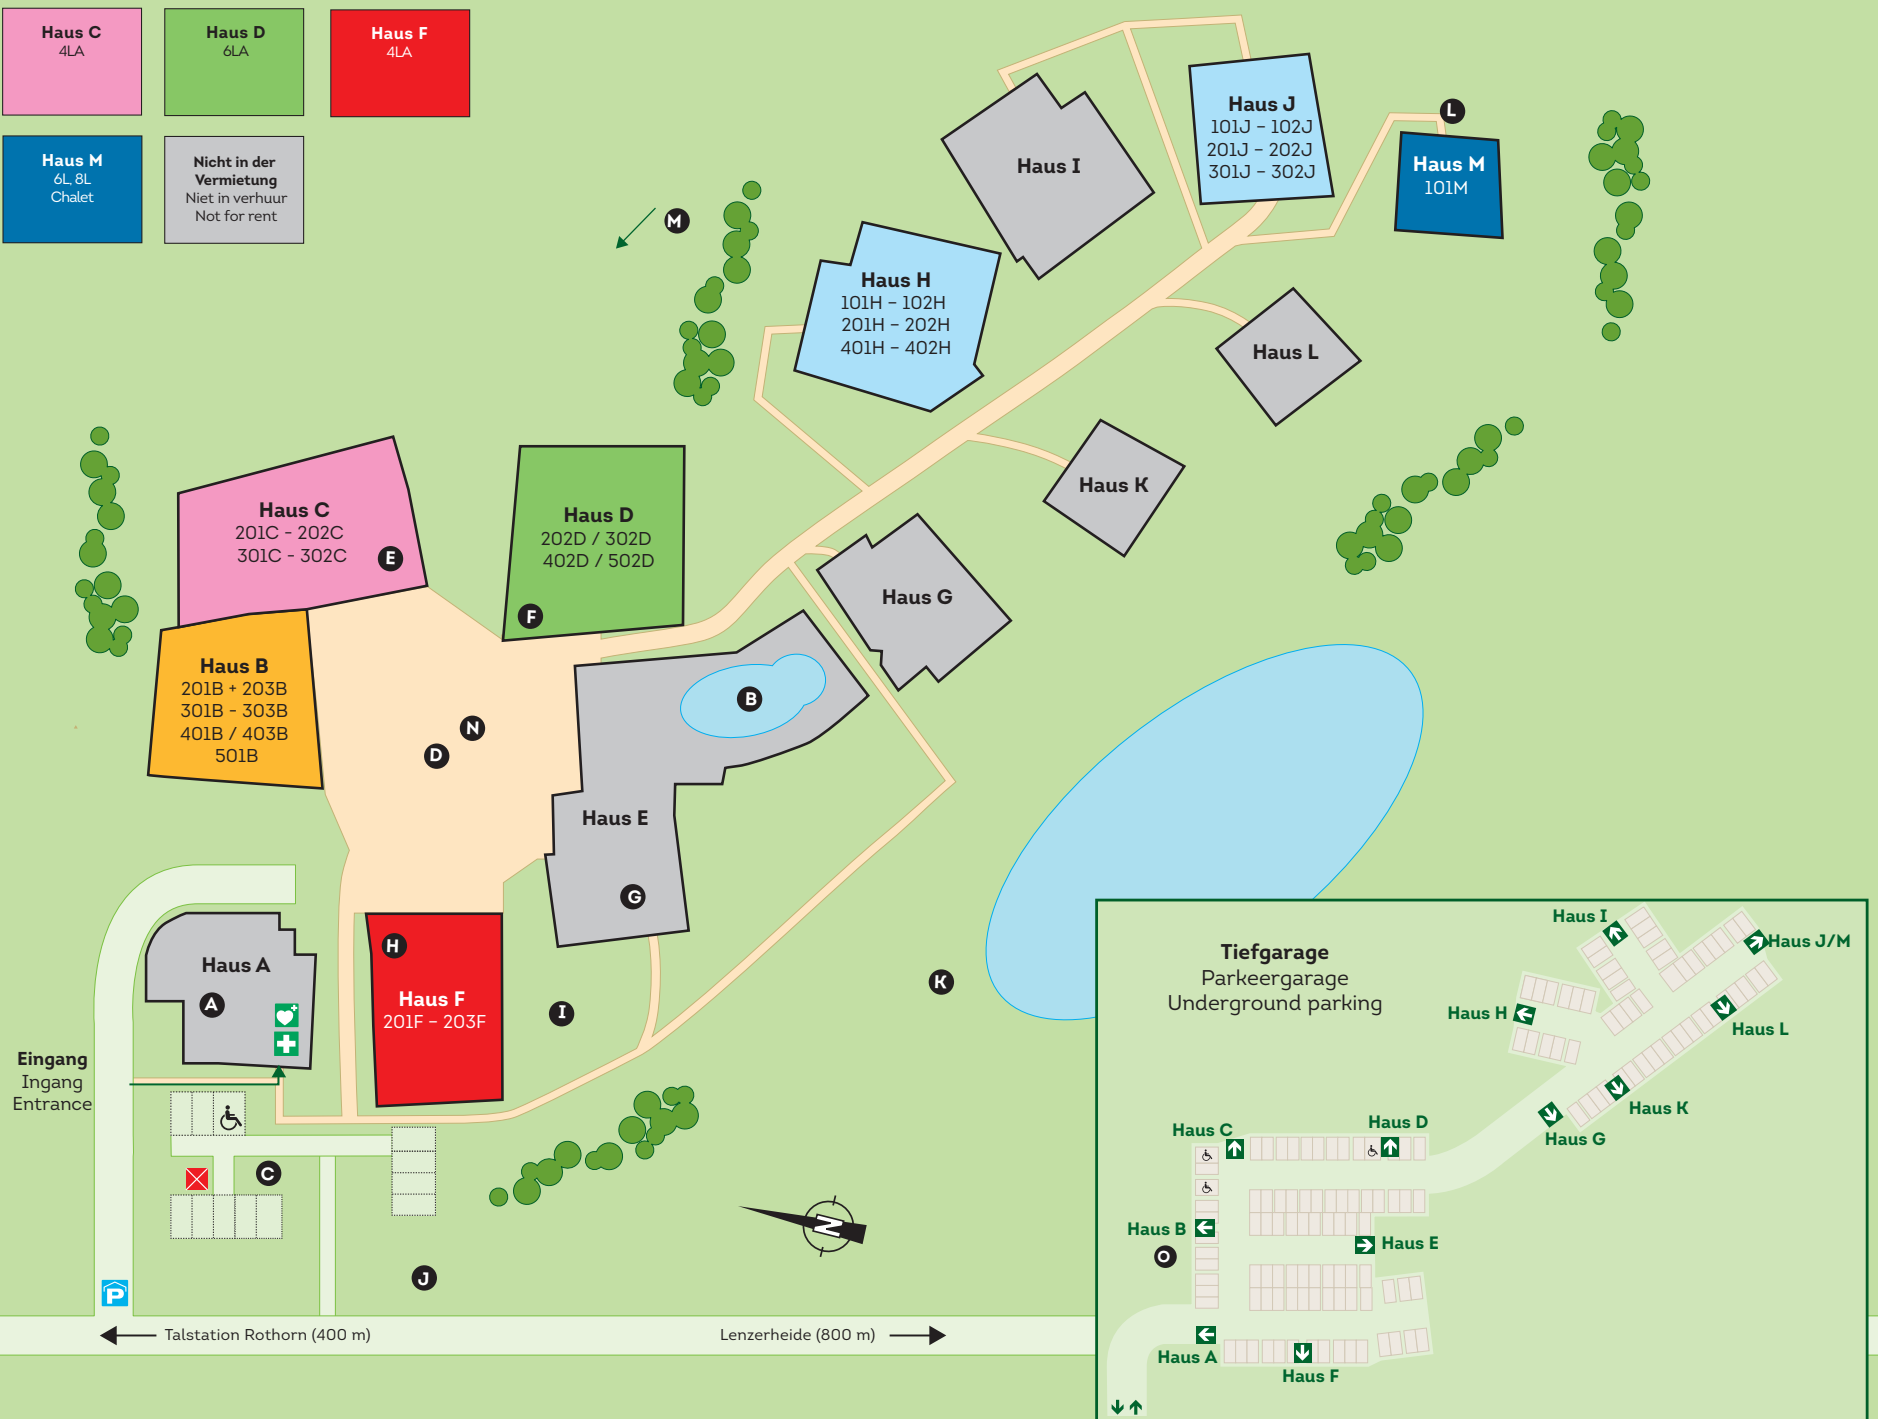 Haus C
4LA
Haus D
6LA
Haus F
4LA
Haus M
6L, 8L
Chalet
Nicht in der
Vermietung
Niet in verhuur
Not for rent
M
Haus I
Haus J
101J – 102J
201J – 202J
301J – 302J
L
Haus M
101M
Haus H
101H – 102H
201H – 202H
401H – 402H
Haus L
Haus K
Haus C
201C - 202C
301C - 302C
E
Haus D
202D / 302D
402D / 502D
F
Haus G
Haus B
201B + 203B
301B - 303B
401B / 403B
501B
N
D
B
Haus E
G
Haus A
A
H
Haus F
201F – 203F
I
K
Eingang
Ingang
Entrance
C
J
P
N
Talstation Rothorn (400 m)
Lenzerheide (800 m)
Tiefgarage
Parkeergarage
Underground parking
Haus I
Haus J/M
Haus H
Haus L
Haus K
Haus G
Haus C
Haus D
Haus B
O
Haus E
Haus A
Haus F